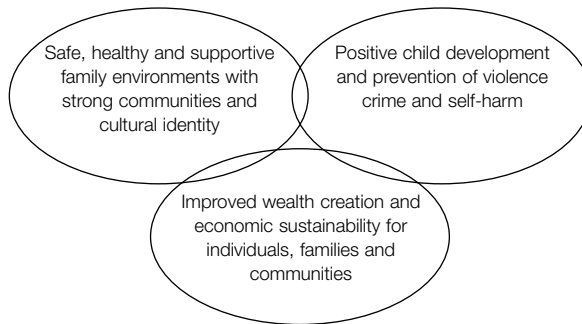 Safe, healthy and supportive
family environments with
strong communities and
cultural identity
Positive child development
and prevention of violence
crime and self-harm
Improved wealth creation and
economic sustainability for
individuals, families and
communities